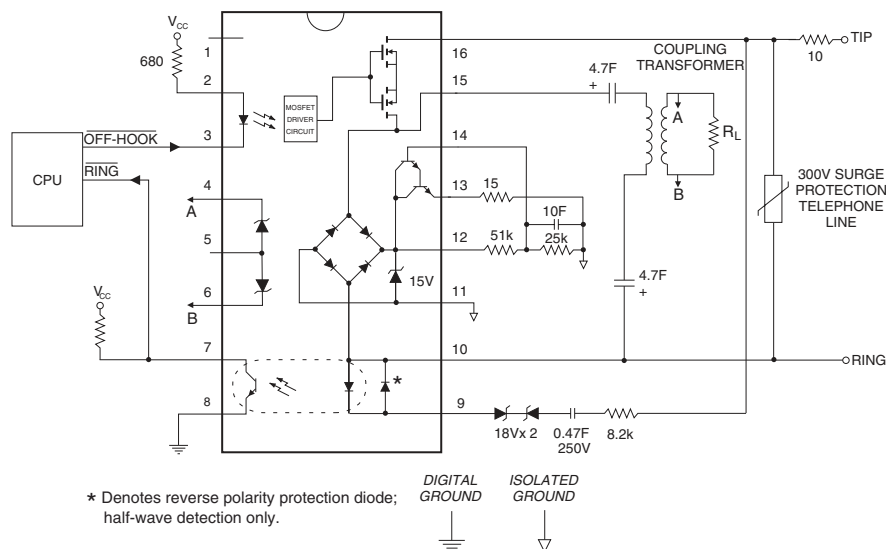 VCC
680
1
2
3
4
5
6
7
8
16
15
14
13
12
11
10
9
MOSFET
DRIVER
CIRCUIT
CPU
OFF-HOOK
RING
A
B
VCC
15V
*
4.7F
+
COUPLING
TRANSFORMER
A
B
RL
10
TIP
300V SURGE
PROTECTION
TELEPHONE
LINE
15
10F
51k
25k
4.7F
+
RING
18Vx 2
0.47F
250V
8.2k
* Denotes reverse polarity protection diode;
half-wave detection only.
DIGITAL
GROUND
ISOLATED
GROUND